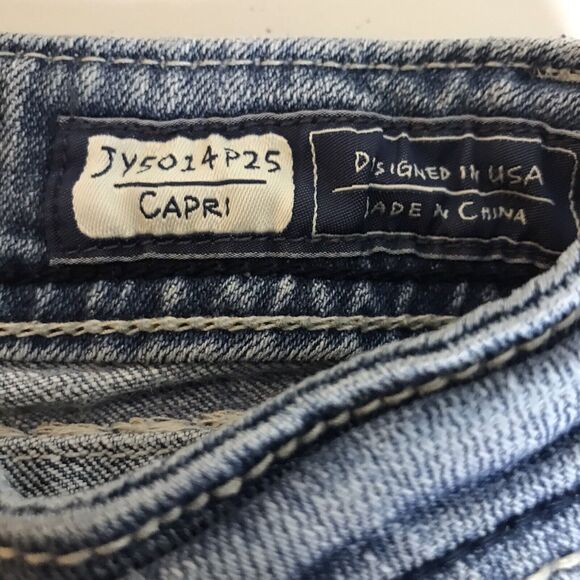 JY5014P25
CAPRI
DESIGNED IN USA
MADE IN CHINA